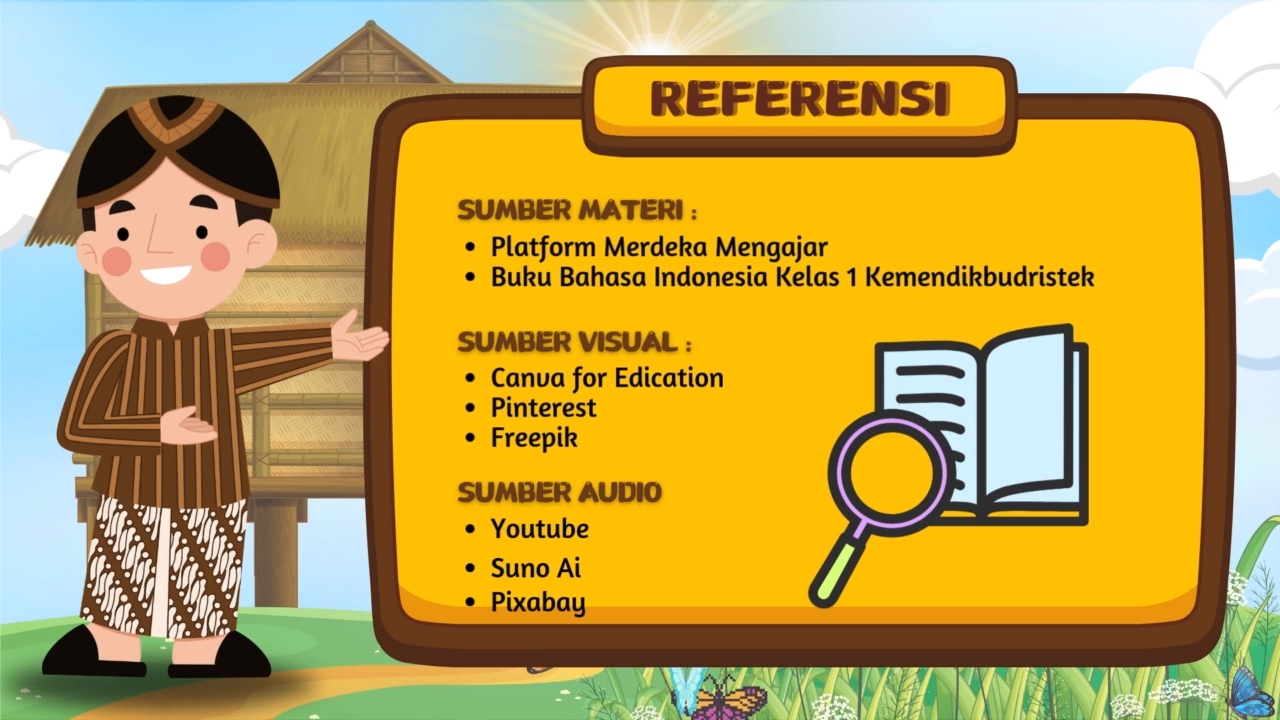 REFERENSI
SUMBER MATERI :
• Platform Merdeka Mengajar
• Buku Bahasa Indonesia Kelas 1 Kemendikbudristek
SUMBER VISUAL :
• Canva for Edication
• Pinterest
• Freepik
SUMBER AUDIO
• Youtube
• Suno Ai
• Pixabay